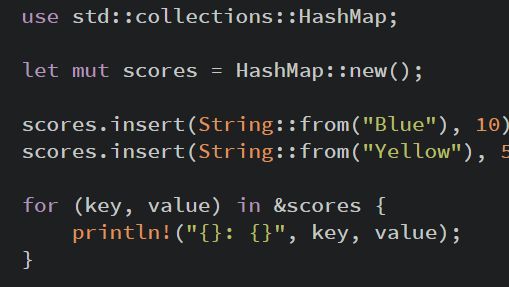 use std::collections::HashMap;

let mut scores = HashMap::new();

scores.insert(String::from("Blue"), 10)
scores.insert(String::from("Yellow"), 5

for (key, value) in &scores {
    println!("{}: {}", key, value);
}